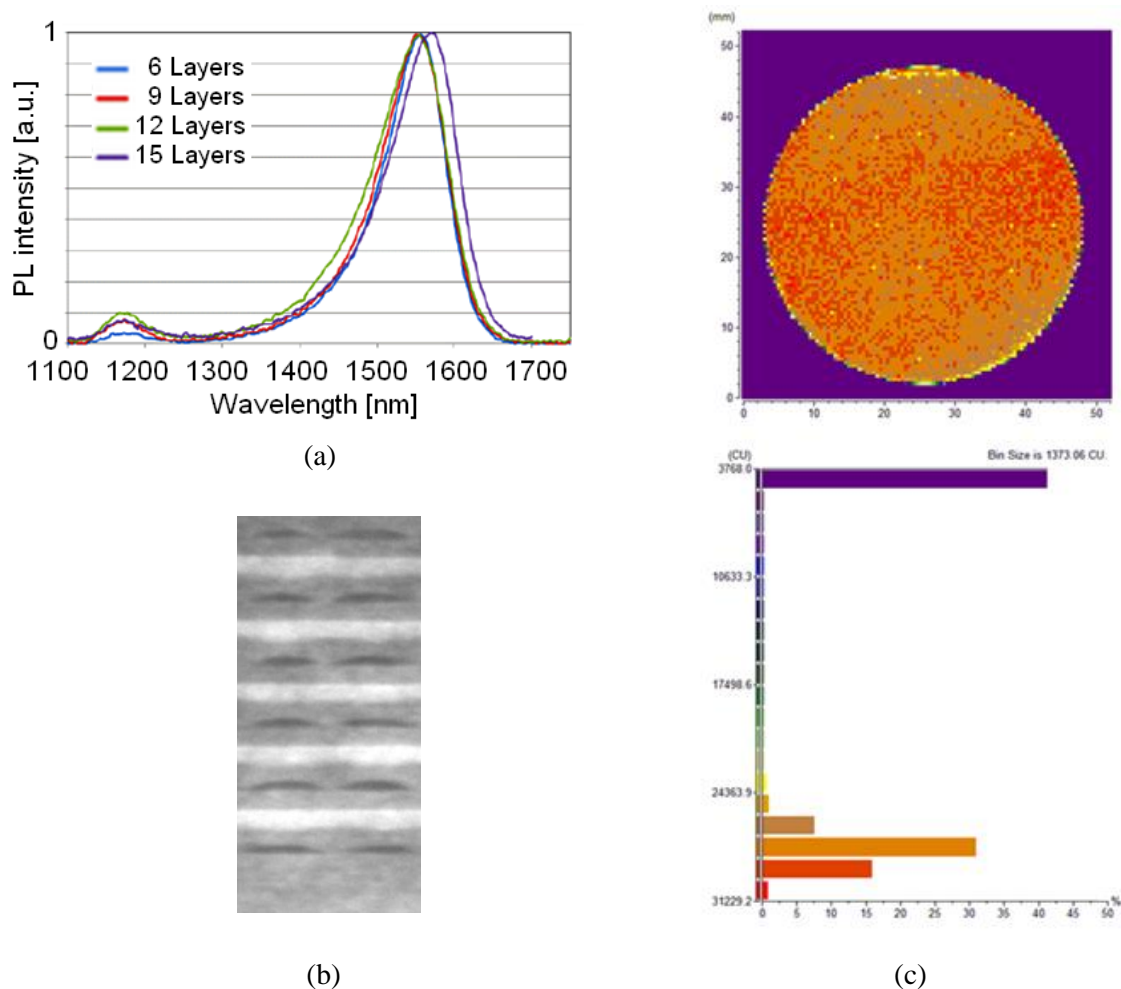 PL intensity [a.u.]
1
0
6 Layers
9 Layers
12 Layers
15 Layers
1100 1200 1300 1400 1500 1600 1700
Wavelength [nm]
(a)
(b)
(mm)
50
40
30
20
10
0
0 10 20 30 40 50
(CU)
Bin Size is 1373.06 CU.
3768.0
10633.3
17498.6
24363.9
31229.2
0 5 10 15 20 25 30 35 40 45 50 %
(c)